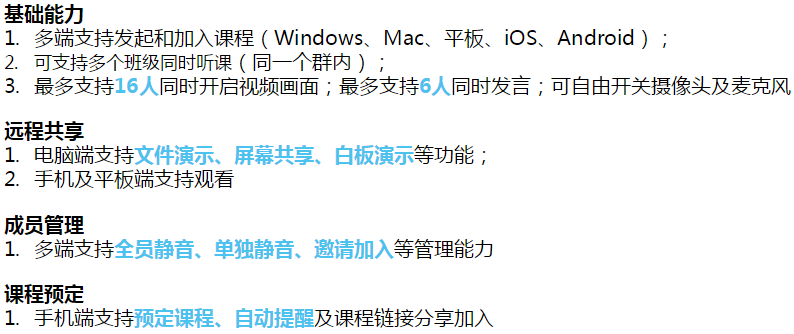 基础能力
1. 多端支持发起和加入课程（Windows、Mac、平板、iOS、Android）；
2. 可支持多个班级同时听课（同一个群内）；
3. 最多支持16人同时开启视频画面；最多支持6人同时发言；可自由开关摄像头及麦克风
远程共享
1. 电脑端支持文件演示、屏幕共享、白板演示等功能；
2. 手机及平板端支持观看
成员管理
1. 多端支持全员静音、单独静音、邀请加入等管理能力
课程预定
1. 手机端支持预定课程、自动提醒及课程链接分享加入